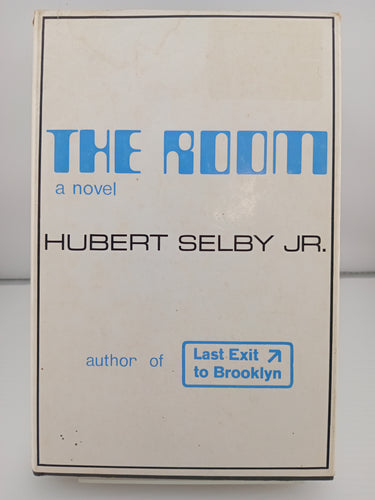 THE ROOM
a novel
HUBERT SELBY JR.
author of
Last Exit ↗
to Brooklyn